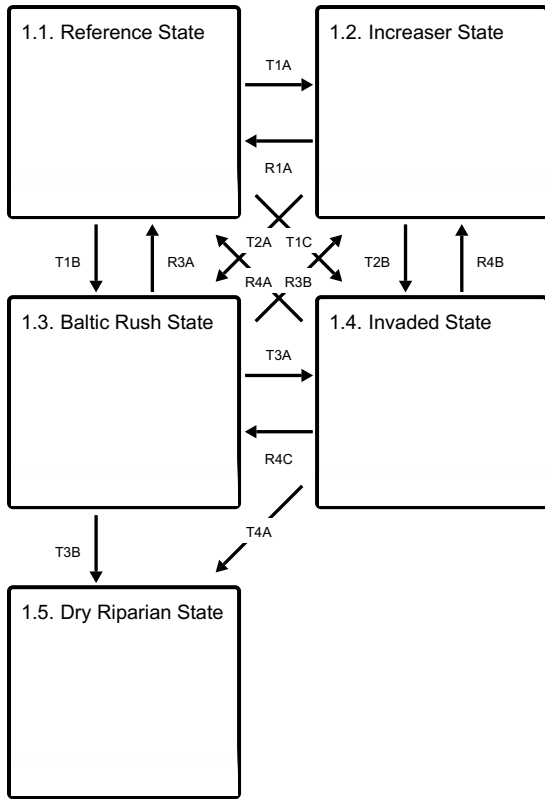 1.1. Reference State
1.2. Increaser State
T1A
R1A
T1B
R3A
T2A
T1C
R4A
R3B
T2B
R4B
1.3. Baltic Rush State
1.4. Invaded State
T3A
R4C
T3B
T4A
1.5. Dry Riparian State